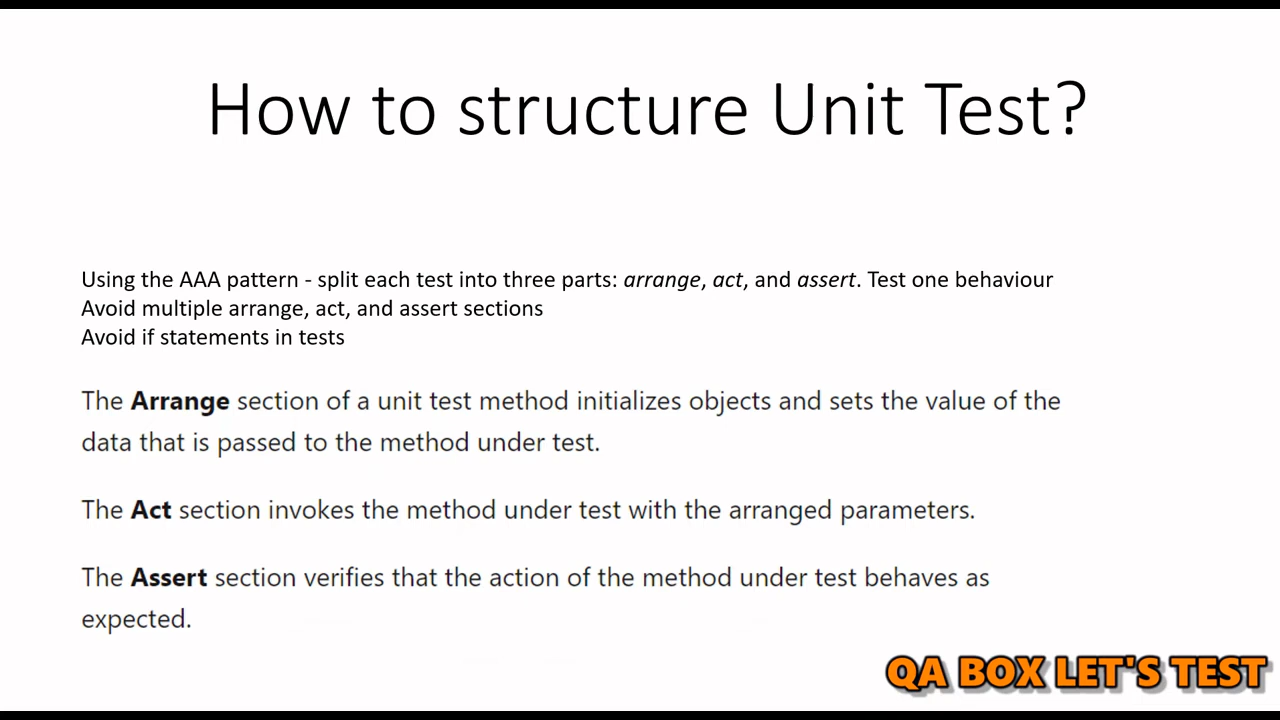 How to structure Unit Test?
Using the AAA pattern - split each test into three parts: arrange, act, and assert. Test one behaviour
Avoid multiple arrange, act, and assert sections
Avoid if statements in tests
The Arrange section of a unit test method initializes objects and sets the value of the
data that is passed to the method under test.
The Act section invokes the method under test with the arranged parameters.
The Assert section verifies that the action of the method under test behaves as
expected.
QA BOX LET'S TEST